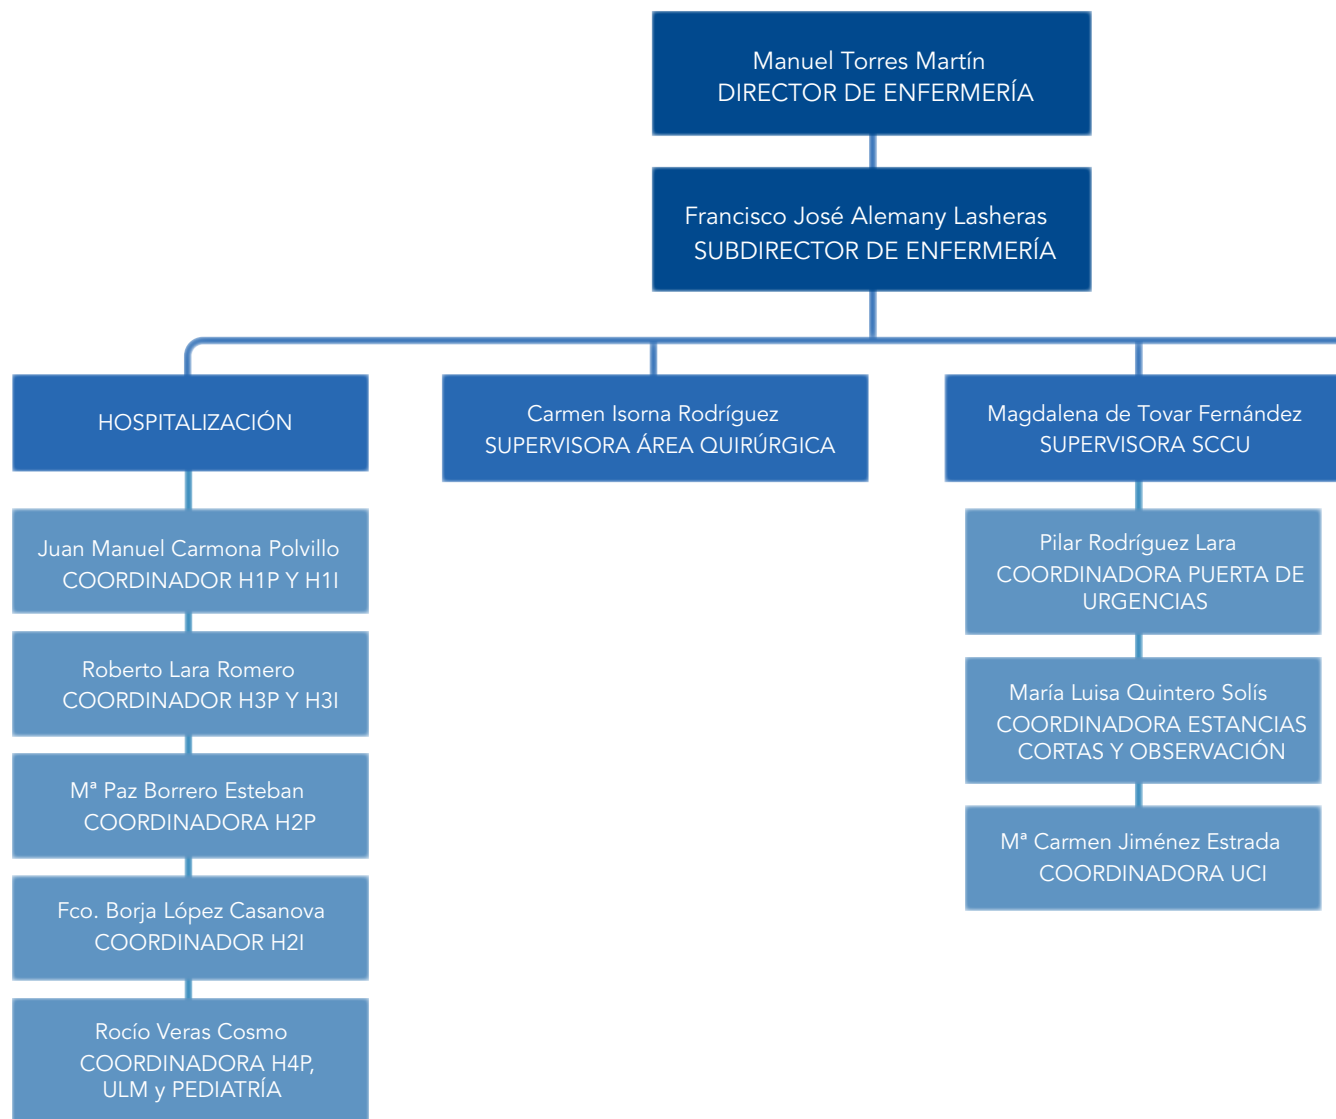 Manuel Torres Martín
DIRECTOR DE ENFERMERÍA
Francisco José Alemany Lasheras
SUBDIRECTOR DE ENFERMERÍA
HOSPITALIZACIÓN
Juan Manuel Carmona Polvillo
COORDINADOR H1P Y H1I
Roberto Lara Romero
COORDINADOR H3P Y H3I
Mª Paz Borrero Esteban
COORDINADORA H2P
Fco. Borja López Casanova
COORDINADOR H2I
Rocío Veras Cosmo
COORDINADORA H4P,
ULM y PEDIATRÍA
Carmen Isorna Rodríguez
SUPERVISORA ÁREA QUIRÚRGICA
Magdalena de Tovar Fernández
SUPERVISORA SCCU
Pilar Rodríguez Lara
COORDINADORA PUERTA DE
URGENCIAS
María Luisa Quintero Solís
COORDINADORA ESTANCIAS
CORTAS Y OBSERVACIÓN
Mª Carmen Jiménez Estrada
COORDINADORA UCI